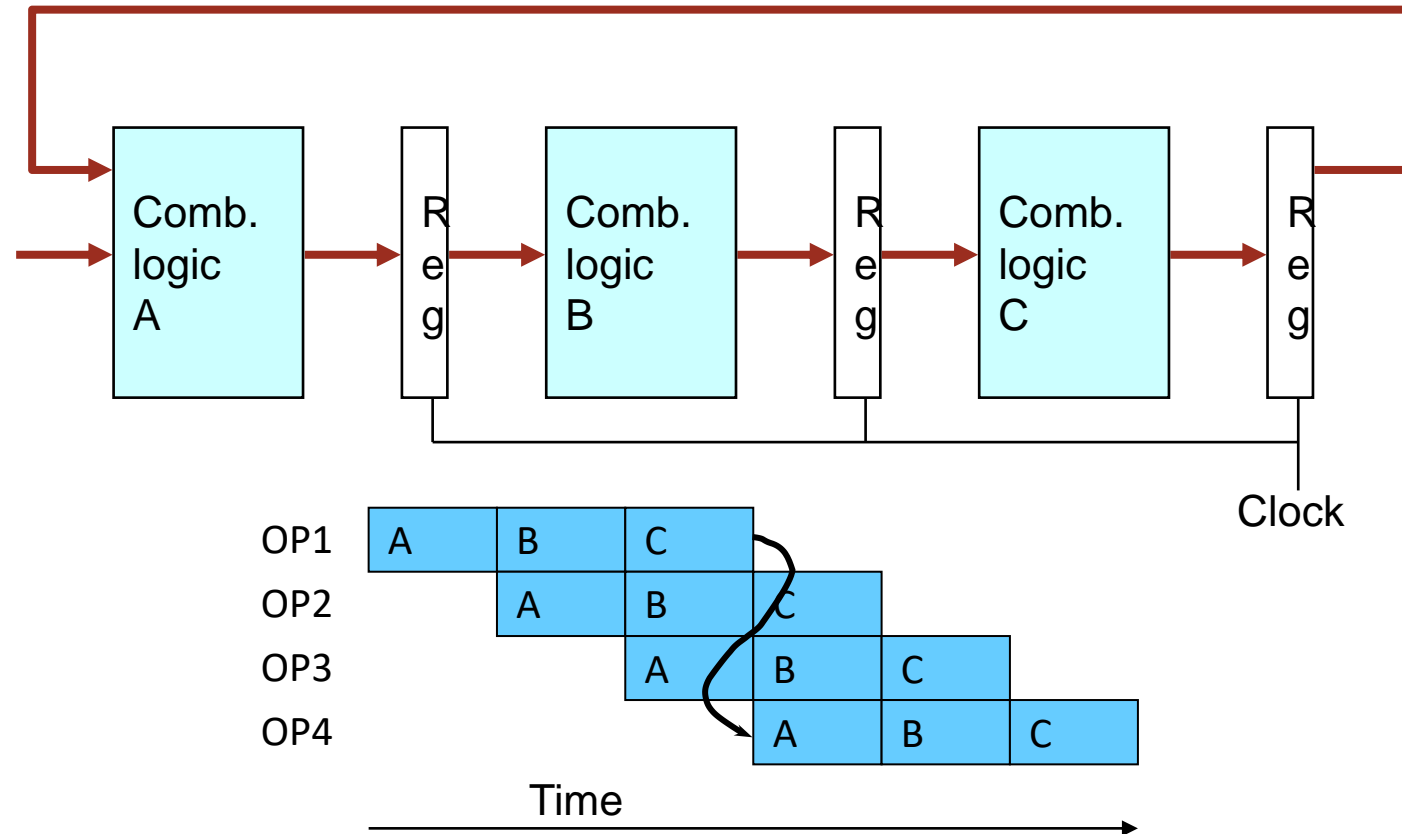 Comb.
logic
A
R
e
g
Comb.
logic
B
R
e
g
Comb.
logic
C
R
e
g
Clock
OP1 A B C
OP2 A B C
OP3 A B C
OP4 A B C
Time